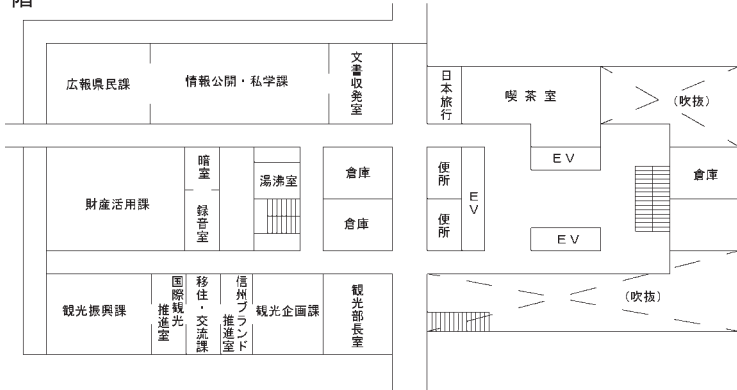 階
広報県民課
情報公開・私学課
文書収発室
日本旅行
喫茶室
(吹抜)
財産活用課
暗室
録音室
湯沸室
倉庫
倉庫
便所
便所
EV
EV
EV
倉庫
観光振興課
国際観光
推進室
移住・交流課
信州ブランド
推進室
観光企画課
観光部長室
(吹抜)